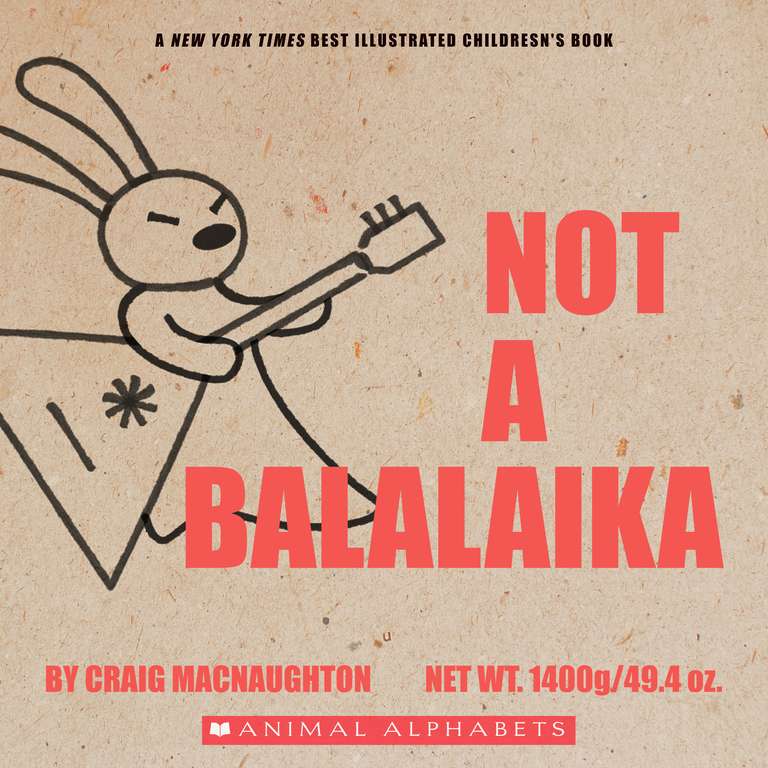 A NEW YORK TIMES BEST ILLUSTRATED CHILDRESN'S BOOK
NOT
A
BALALAIKA
BY CRAIG MACNAUGHTON
NET WT. 1400g/49.4 oz.
ANIMAL ALPHABETS